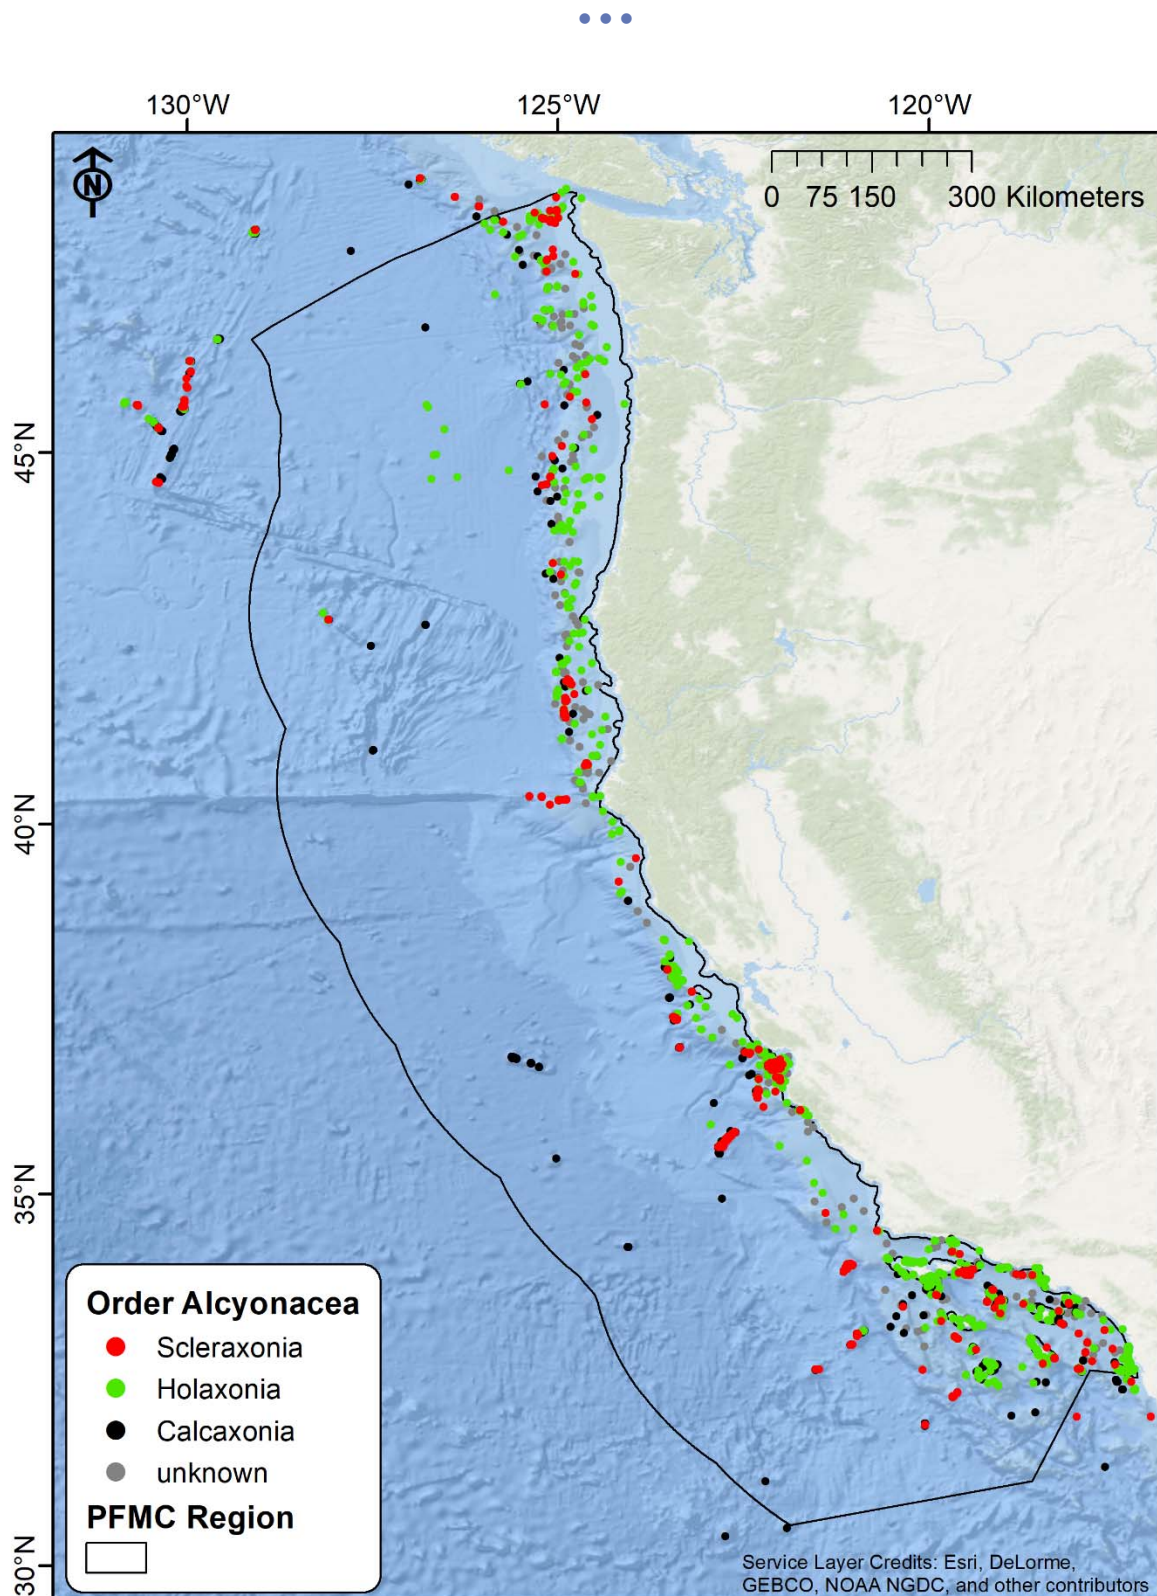 130°W 125°W 120°W
N
0 75 150 300 Kilometers
45°N
40°N
35°N
30°N
Order Alcyonacea
Scleraxonia
Holaxonia
Calcaxonia
unknown
PFMC Region
Service Layer Credits: Esri, DeLorme,
GEBCO, NOAA NGDC, and other contributors